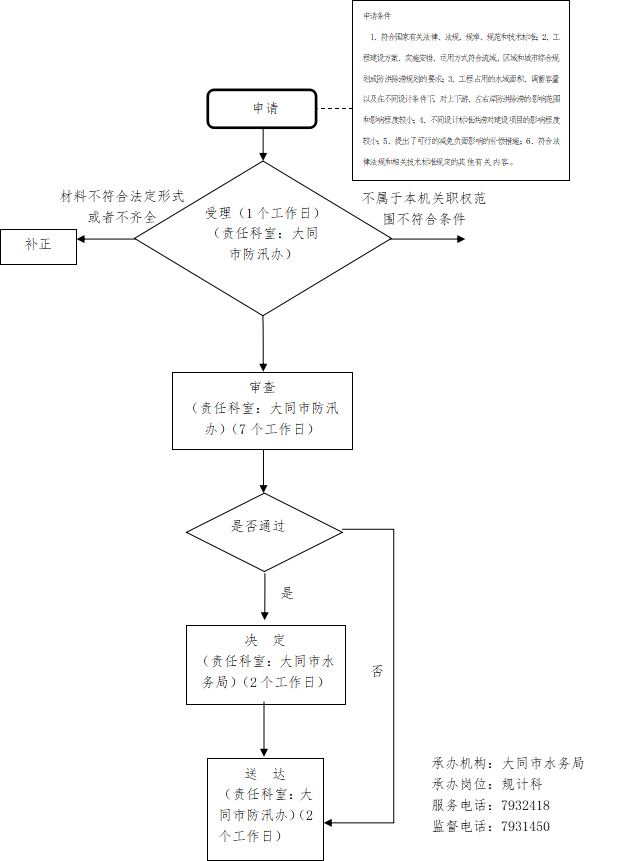 申请条件
1、符合国家有关法律、法规、规章、规范和技术标准；2、工
程建设方案、实施安排、运用方式符合流域、区域和城市综合规
划或防洪除涝规划的要求；3、工程占用的水域面积、调蓄容量
以及在不同设计条件下，对上下游、左右岸防洪除涝的影响范围
和影响程度较小；4、不同设计标准洪涝对建设项目的影响程度
较小；5、提出了可行的减免负面影响的补偿措施；6、符合法
律法规和相关技术标准规定的其他有关内容。
申请
材料不符合法定形式
或者不齐全
受理（1个工作日）
（责任科室：大同
市防汛办）
不属于本机关职权范
围不符合条件
补正
审查
（责任科室：大同市防汛
办）（7个工作日）
是否通过
是
否
决 定
（责任科室：大同市水
务局）（2个工作日）
送 达
（责任科室：大
同市防汛办）（2
个工作日）
承办机构：大同市水务局
承办岗位：规计科
服务电话：7932418
监督电话：7931450